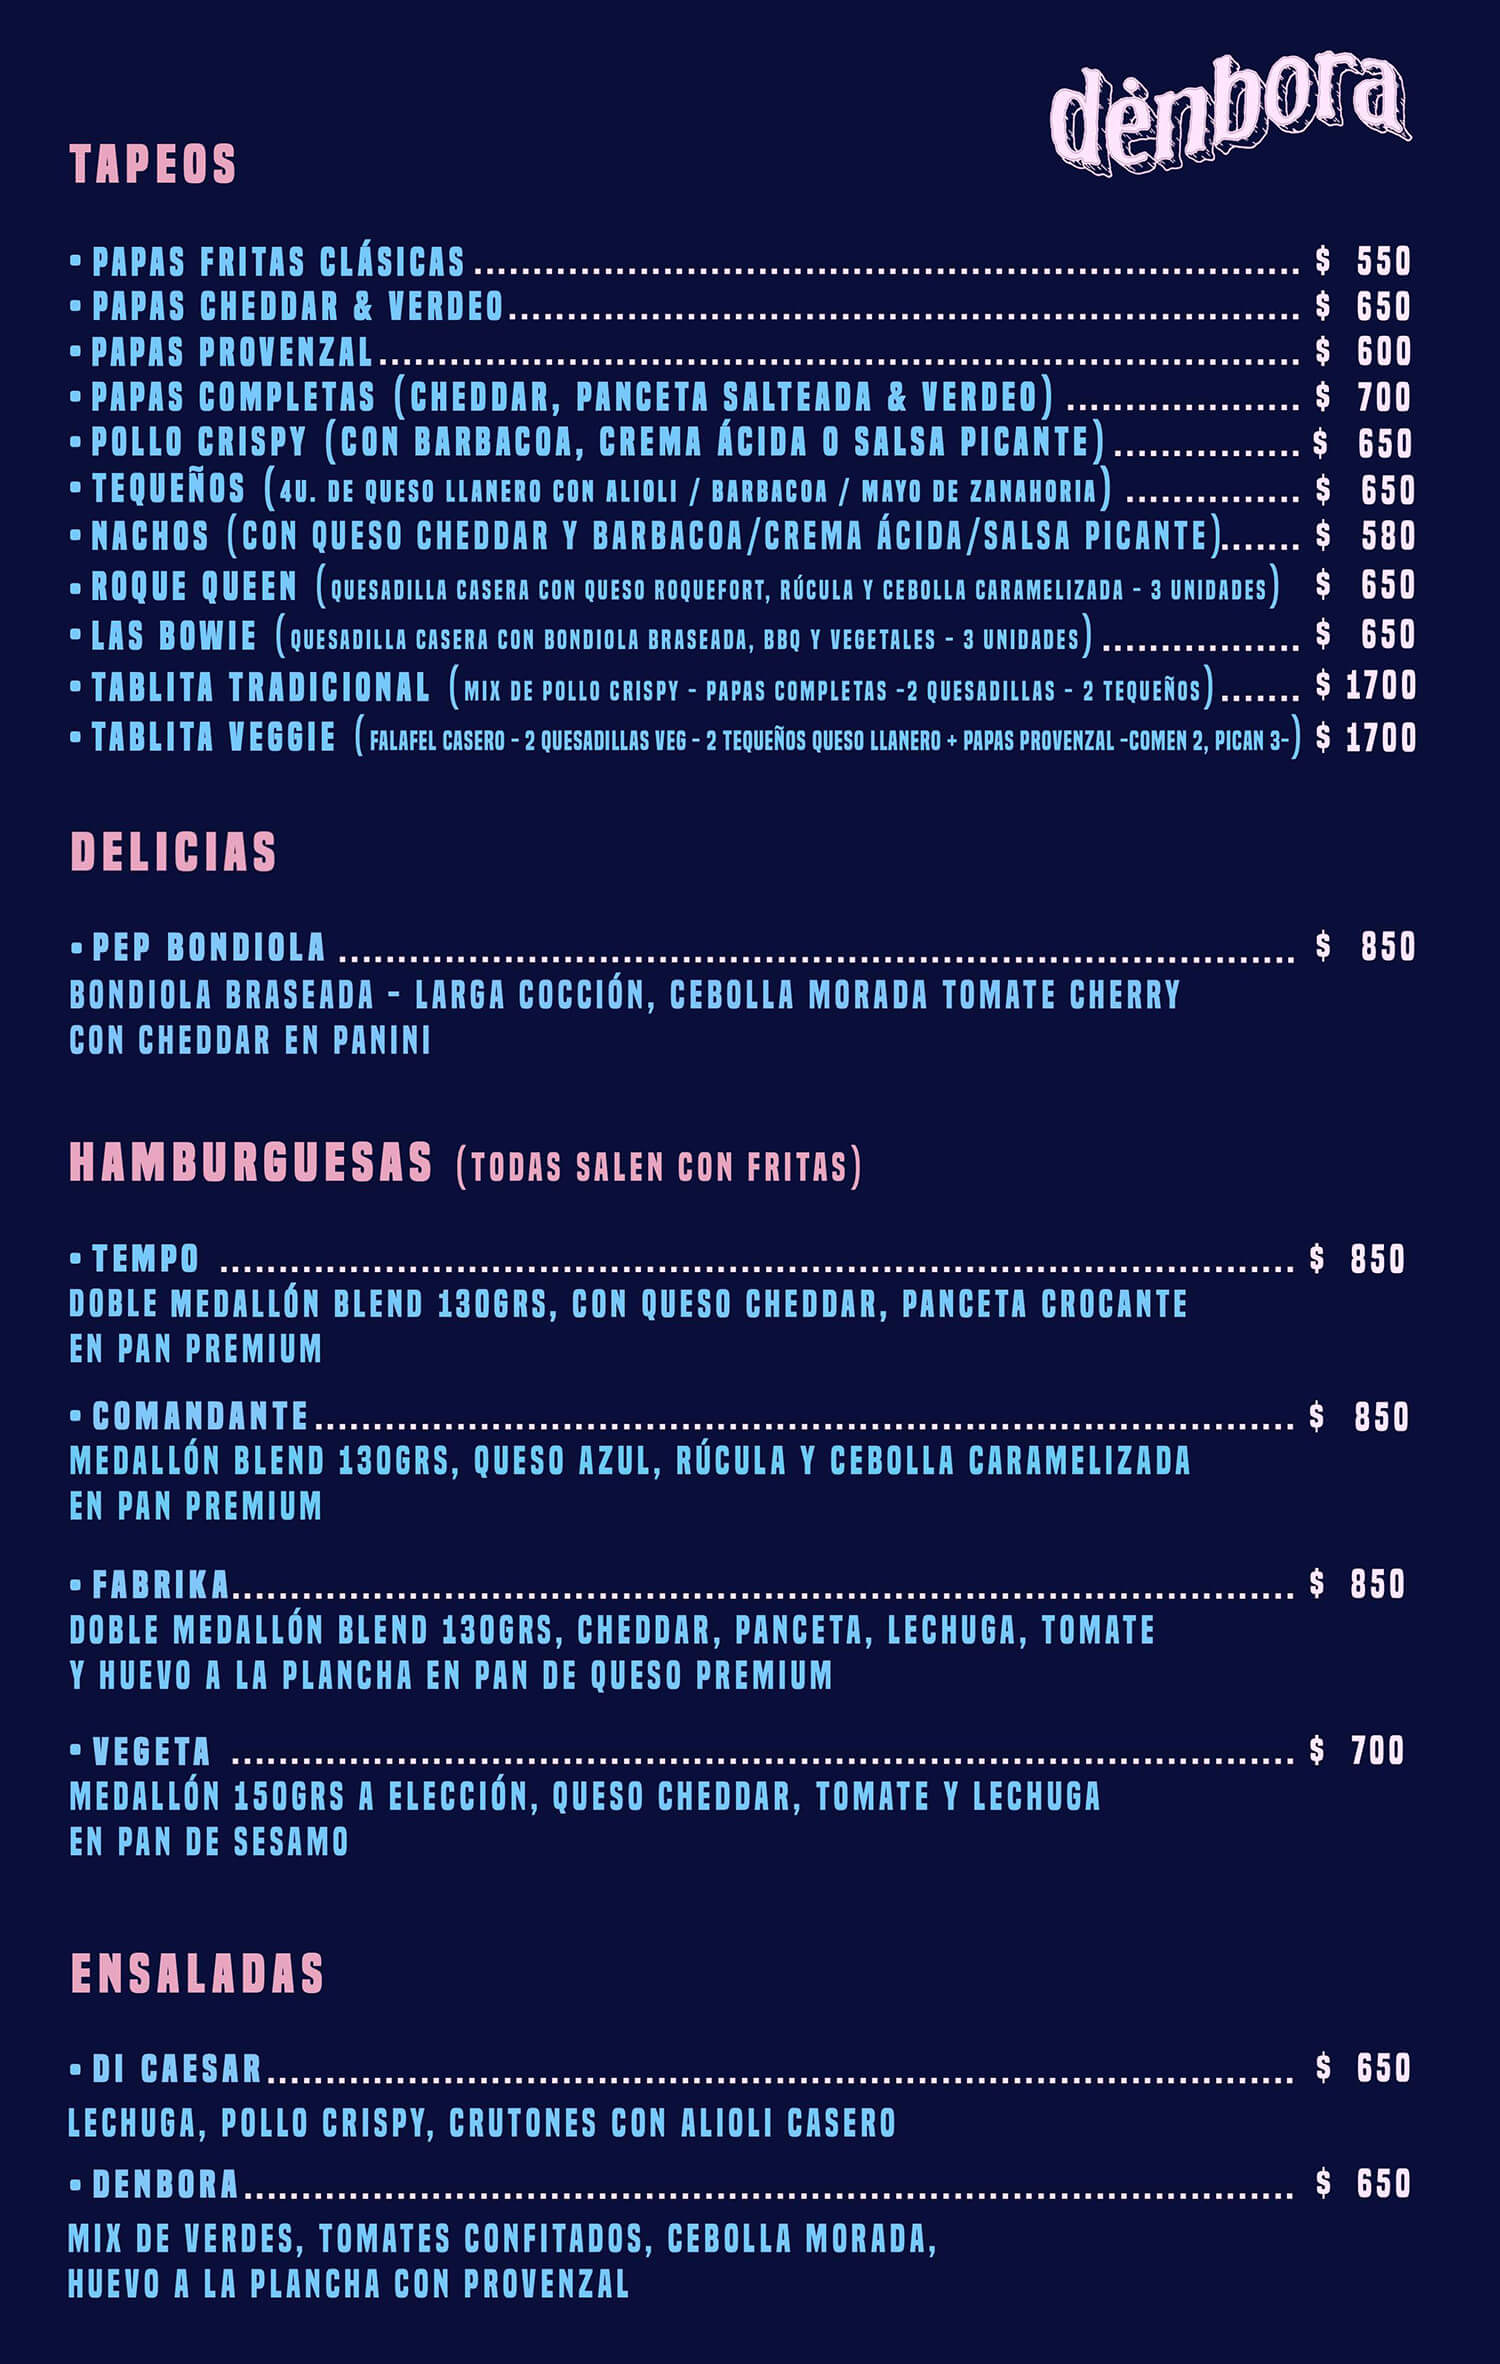 dėnbora
TAPEOS
• PAPAS FRITAS CLÁSICAS ........ $ 550
• PAPAS CHEDDAR & VERDEO ........ $ 650
• PAPAS PROVENZAL ........ $ 600
• PAPAS COMPLETAS (CHEDDAR, PANCETA SALTEADA & VERDEO) ........ $ 700
• POLLO CRISPY (CON BARBACOA, CREMA ÁCIDA O SALSA PICANTE) ........ $ 650
• TEQUEÑOS (4U. DE QUESO LLANERO CON ALIOLI / BARBACOA / MAYO DE ZANAHORIA) ........ $ 650
• NACHOS (CON QUESO CHEDDAR Y BARBACOA/CREMA ÁCIDA/SALSA PICANTE) ....... $ 580
• ROQUE QUEEN (QUESADILLA CASERA CON QUESO ROQUEFORT, RÚCULA Y CEBOLLA CARAMELIZADA - 3 UNIDADES) $ 650
• LAS BOWIE (QUESADILLA CASERA CON BONDIOLA BRASEADA, BBQ Y VEGETALES - 3 UNIDADES) ........ $ 650
• TABLITA TRADICIONAL (MIX DE POLLO CRISPY - PAPAS COMPLETAS -2 QUESADILLAS - 2 TEQUEÑOS) ....... $ 1700
• TABLITA VEGGIE (FALAFEL CASERO - 2 QUESADILLAS VEG - 2 TEQUEÑOS QUESO LLANERO + PAPAS PROVENZAL -COMEN 2, PICAN 3-) $ 1700
DELICIAS
• PEP BONDIOLA ........ $ 850
BONDIOLA BRASEADA - LARGA COCCIÓN, CEBOLLA MORADA TOMATE CHERRY
CON CHEDDAR EN PANINI
HAMBURGUESAS (TODAS SALEN CON FRITAS)
• TEMPO ........ $ 850
DOBLE MEDALLÓN BLEND 130GRS, CON QUESO CHEDDAR, PANCETA CROCANTE
EN PAN PREMIUM
• COMANDANTE ........ $ 850
MEDALLÓN BLEND 130GRS, QUESO AZUL, RÚCULA Y CEBOLLA CARAMELIZADA
EN PAN PREMIUM
• FABRIKA ........ $ 850
DOBLE MEDALLÓN BLEND 130GRS, CHEDDAR, PANCETA, LECHUGA, TOMATE
Y HUEVO A LA PLANCHA EN PAN DE QUESO PREMIUM
• VEGETA ........ $ 700
MEDALLÓN 150GRS A ELECCIÓN, QUESO CHEDDAR, TOMATE Y LECHUGA
EN PAN DE SESAMO
ENSALADAS
• DI CAESAR ........ $ 650
LECHUGA, POLLO CRISPY, CRUTONES CON ALIOLI CASERO
• DENBORA ........ $ 650
MIX DE VERDES, TOMATES CONFITADOS, CEBOLLA MORADA,
HUEVO A LA PLANCHA CON PROVENZAL